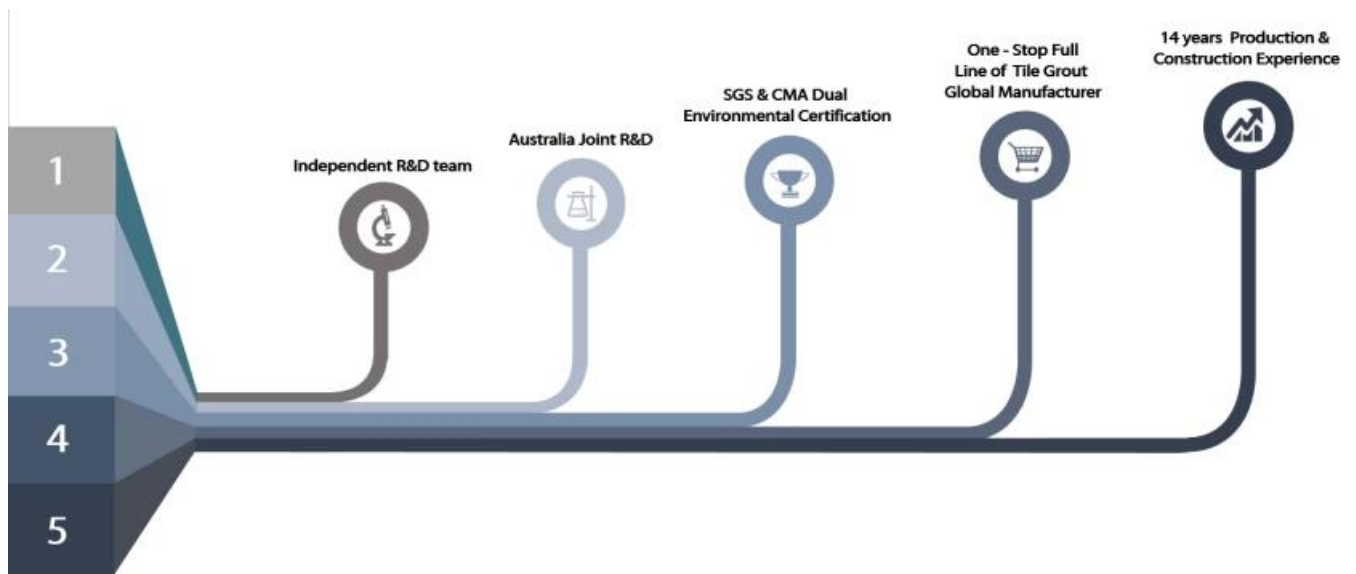 1
2
3
4
5
Independent R&D team
Australia Joint R&D
SGS & CMA Dual
Environmental Certification
One - Stop Full
Line of Tile Grout
Global Manufacturer
14 years Production &
Construction Experience